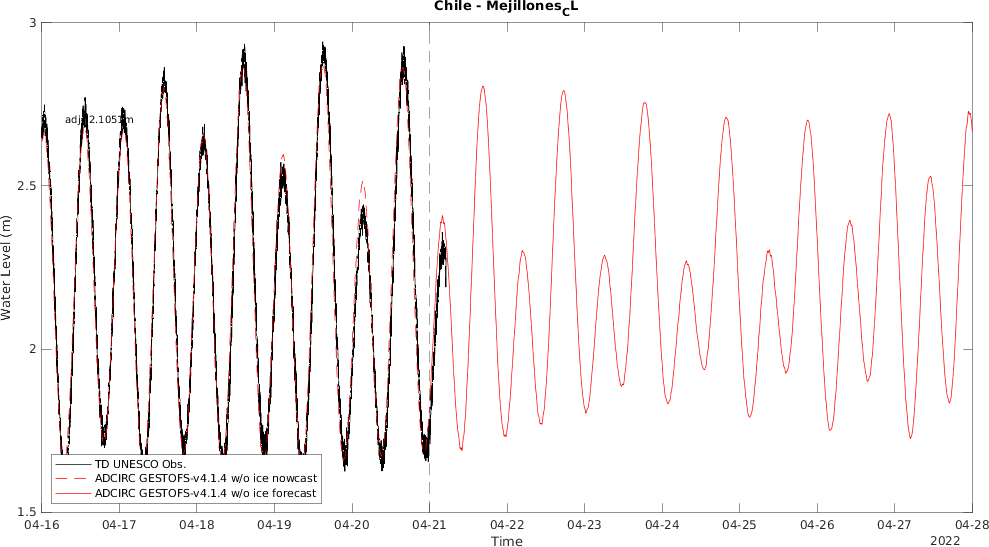 Chile - Mejillones_CL
3
2.5
2
1.5
Water Level (m)
adj: 2.1051m
TD UNESCO Obs.
ADCIRC GESTOFS-v4.1.4 w/o ice nowcast
ADCIRC GESTOFS-v4.1.4 w/o ice forecast
04-16 04-17 04-18 04-19 04-20 04-21 04-22 04-23 04-24 04-25 04-26 04-27 04-28
Time
2022